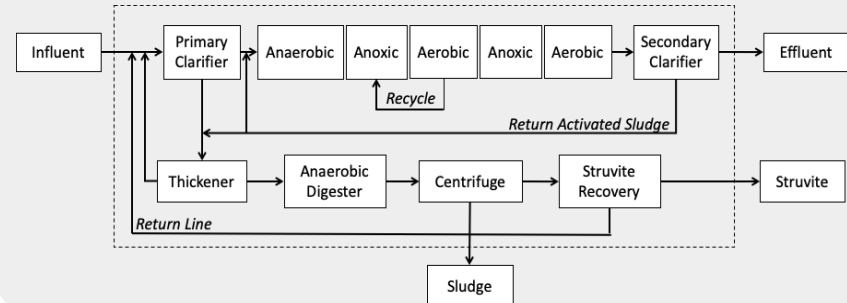 Influent
Primary
Clarifier
Anaerobic
Anoxic
Aerobic
Anoxic
Aerobic
Secondary
Clarifier
Effluent
Recycle
Return Activated Sludge
Thickener
Anaerobic
Digester
Centrifuge
Struvite
Recovery
Struvite
Return Line
Sludge